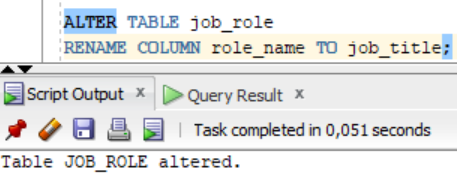 ALTER TABLE job_role
RENAME COLUMN role_name TO job_title;
Script Output x Query Result x
Task completed in 0,051 seconds
Table JOB_ROLE altered.